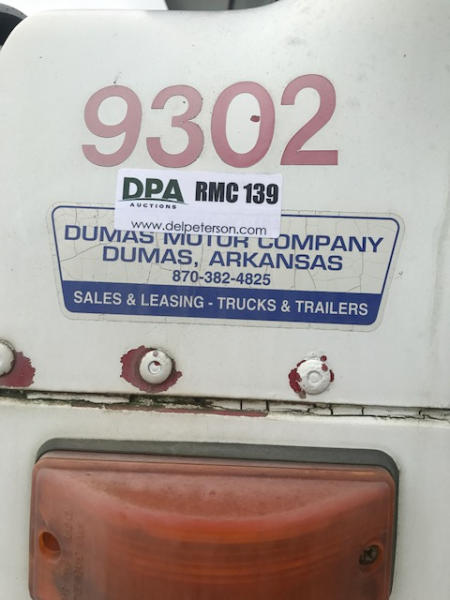 9302
DPA
AUCTIONS
RMC 139
www.delpeterson.com
DUMAS MOTOR COMPANY
DUMAS, ARKANSAS
870-382-4825
SALES & LEASING - TRUCKS & TRAILERS